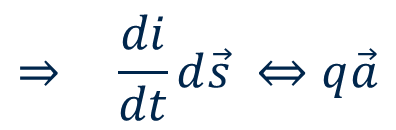 ⇒ di/dt ds⃗ ⇔ qa⃗